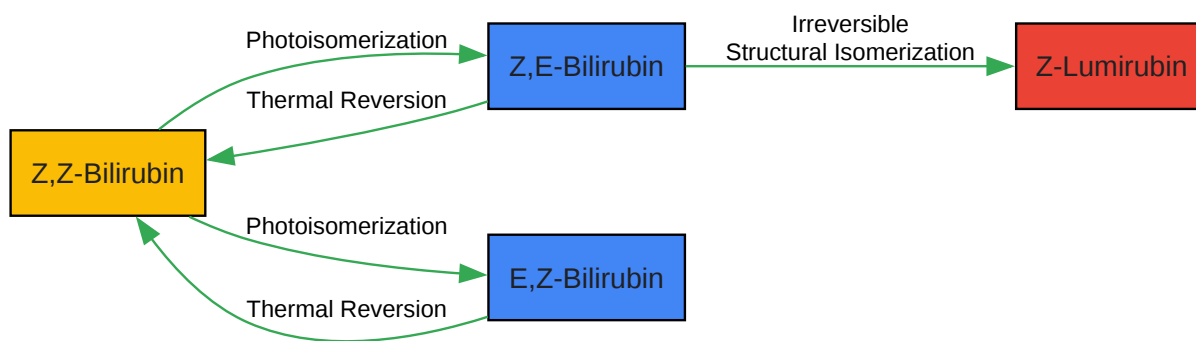 Photoisomerization
Thermal Reversion
Z,Z-Bilirubin
Z,E-Bilirubin
Irreversible
Structural Isomerization
Z-Lumirubin
Photoisomerization
Thermal Reversion
E,Z-Bilirubin